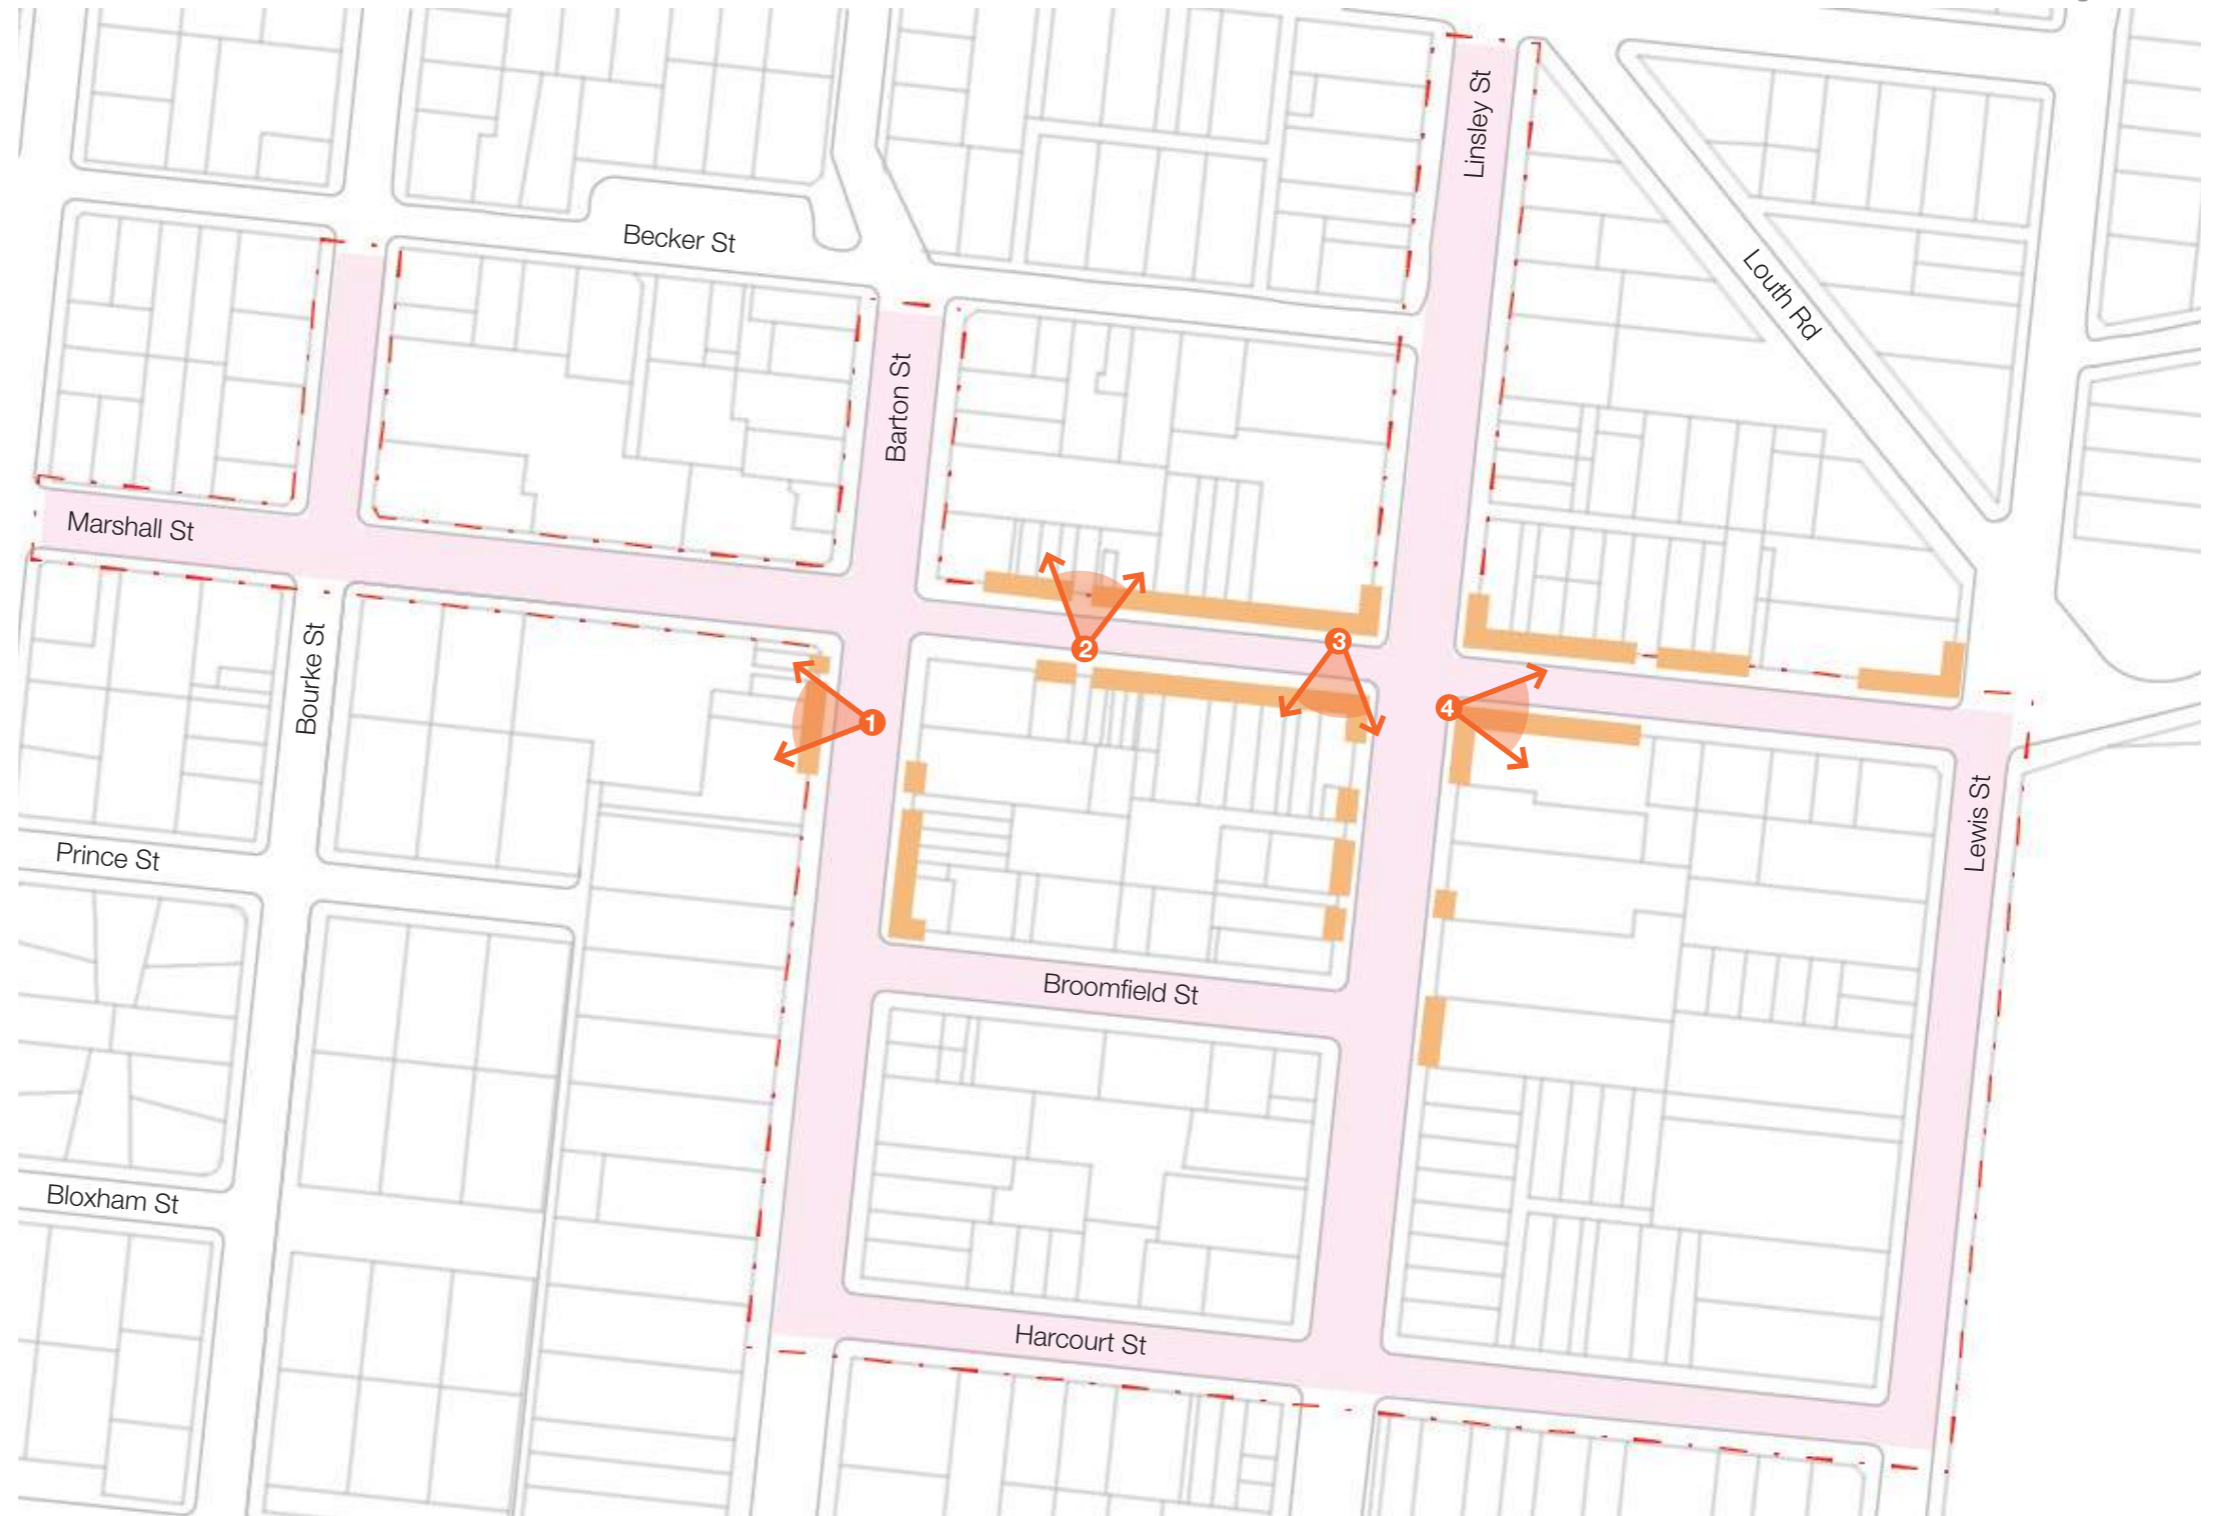 Linsley St
Becker St
Louth Rd
Barton St
Marshall St
2
3
Bourke St
1
4
Lewis St
Prince St
Broomfield St
Bloxham St
Harcourt St